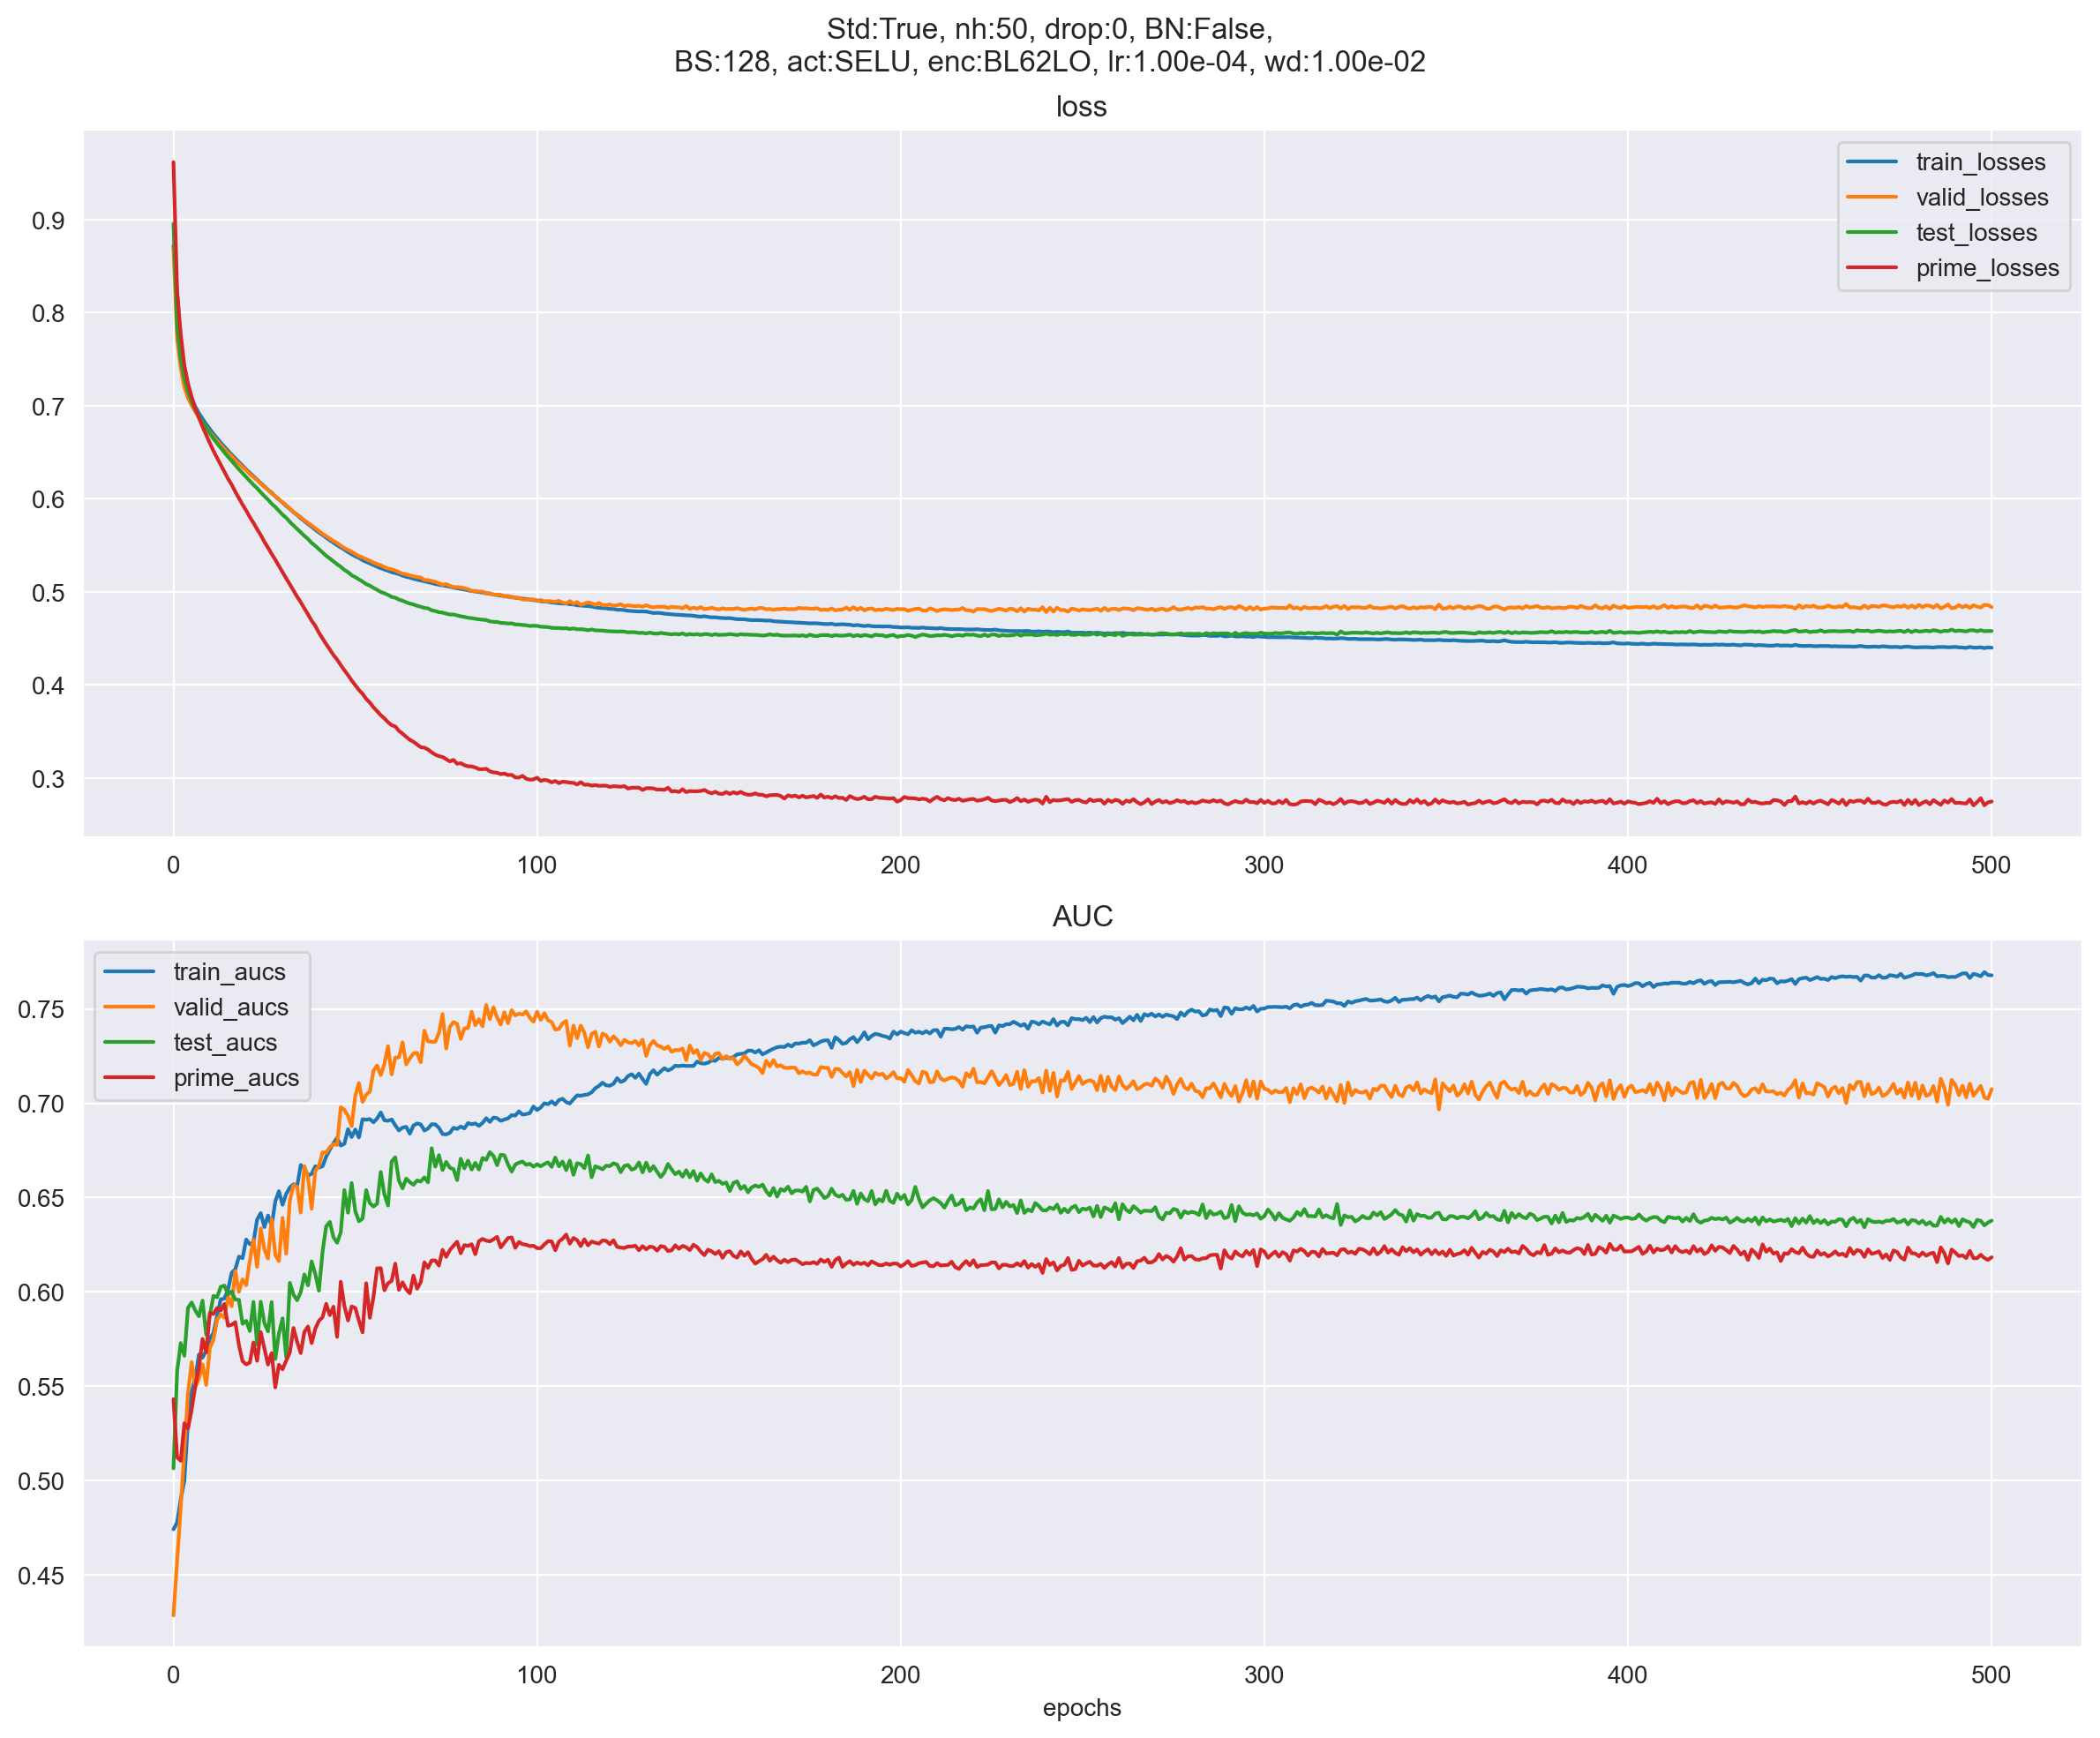 Std:True, nh:50, drop:0, BN:False,
BS:128, act:SELU, enc:BL62LO, lr:1.00e-04, wd:1.00e-02
loss
train_losses
valid_losses
test_losses
prime_losses
0.9
0.8
0.7
0.6
0.5
0.4
0.3
0 100 200 300 400 500
AUC
train_aucs
valid_aucs
test_aucs
prime_aucs
0.75
0.70
0.65
0.60
0.55
0.50
0.45
0 100 200 300 400 500
epochs